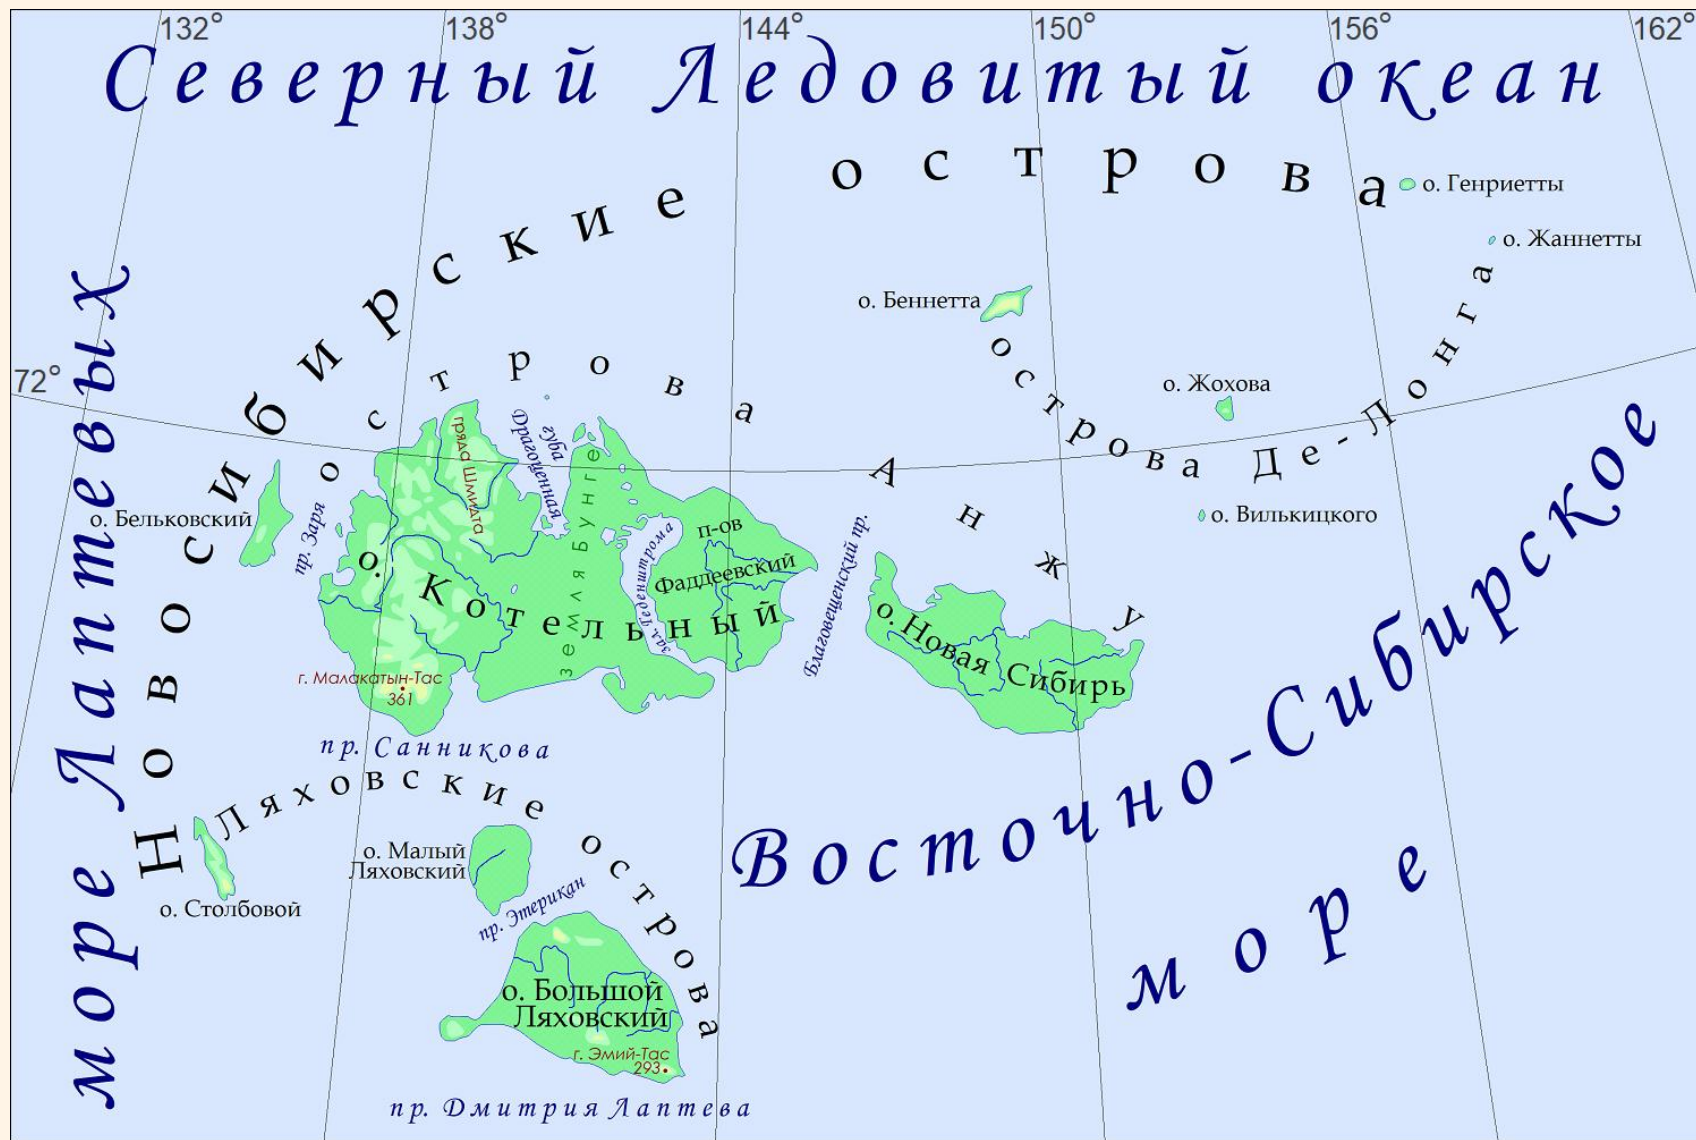 132°
138°
144°
150°
156°
162°
Северный Ледовитый океан
Новосибирские острова
о. Генриетты
о. Жаннетты
о. Беннетта
острова Де-Лонга
72°
о. Жохова
острова Анжу
гряда Шмидта
губа
Драгоценная
о. Бельковский
пр. Заря
земля Бунге
зал. Геденштрома
п-ов
Фаддеевский
Благовещенский пр.
о. Вилькицкого
о. Котельный
о. Новая Сибирь
г. Малакатын-Тас
361
пр. Санникова
море Лаптевых
Восточно-Сибирское
море
Ляховские острова
о. Столбовой
о. Малый
Ляховский
пр. Этерикан
о. Большой
Ляховский
г. Эмий-Тас
293
пр. Дмитрия Лаптева